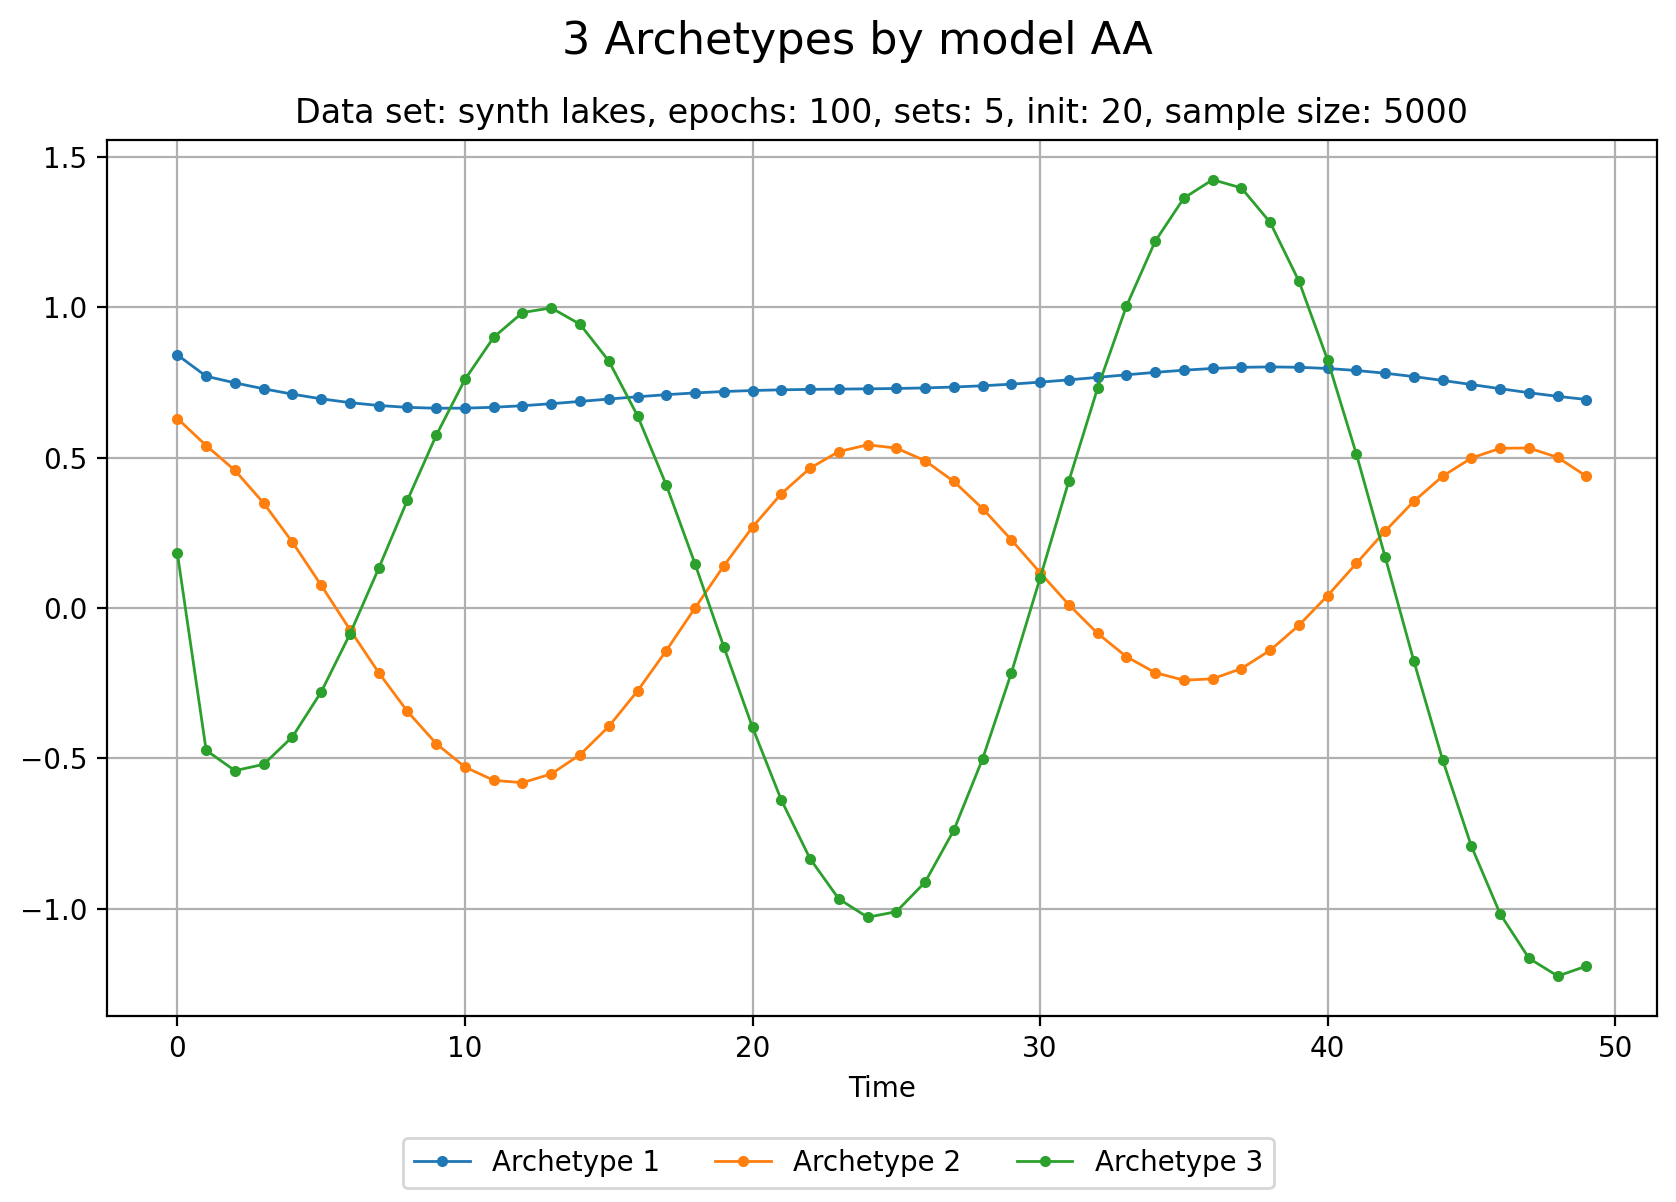 3 Archetypes by model AA
Data set: synth lakes, epochs: 100, sets: 5, init: 20, sample size: 5000
1.5
1.0
0.5
0.0
−0.5
−1.0
0 10 20 30 40 50
Time
Archetype 1 Archetype 2 Archetype 3